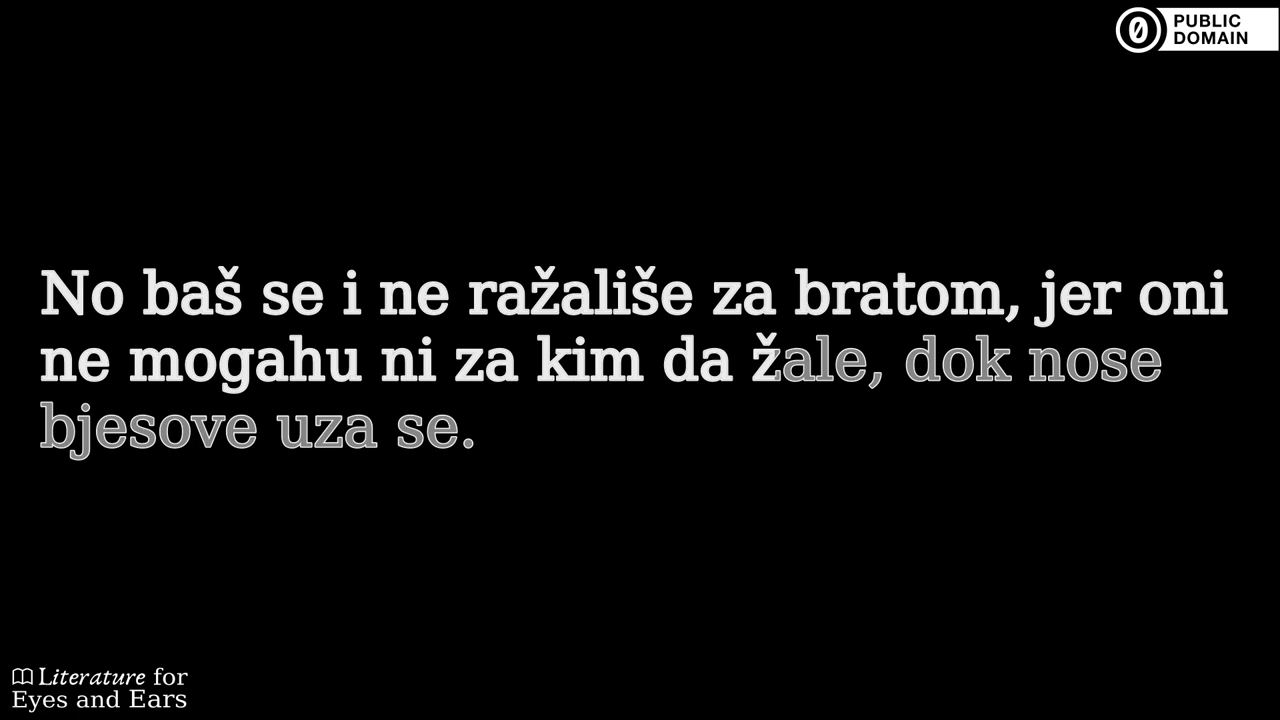 PUBLIC
DOMAIN
No baš se i ne ražališe za bratom, jer oni
ne mogahu ni za kim da žale, dok nose
bjesove uza se.
Literature for
Eyes and Ears